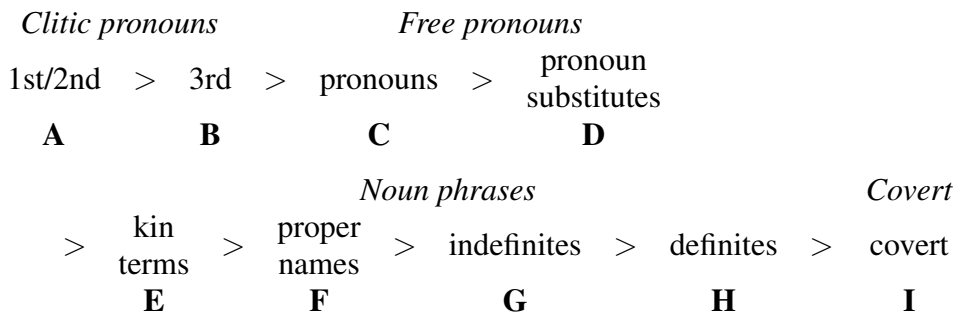 Clitic pronouns Free pronouns
1st/2nd > 3rd > pronouns > pronoun substitutes
A B C D
Noun phrases Covert
> kin terms > proper names > indefinites > definites > covert
E F G H I